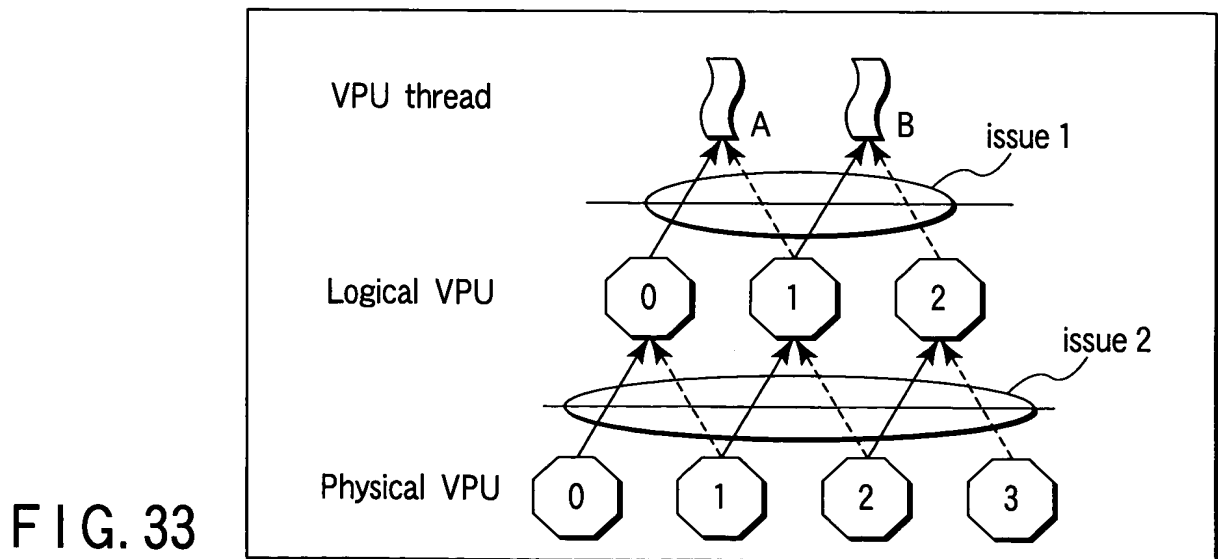 VPU thread
A
B
issue 1
Logical VPU
0
1
2
issue 2
Physical VPU
0
1
2
3
FIG. 33